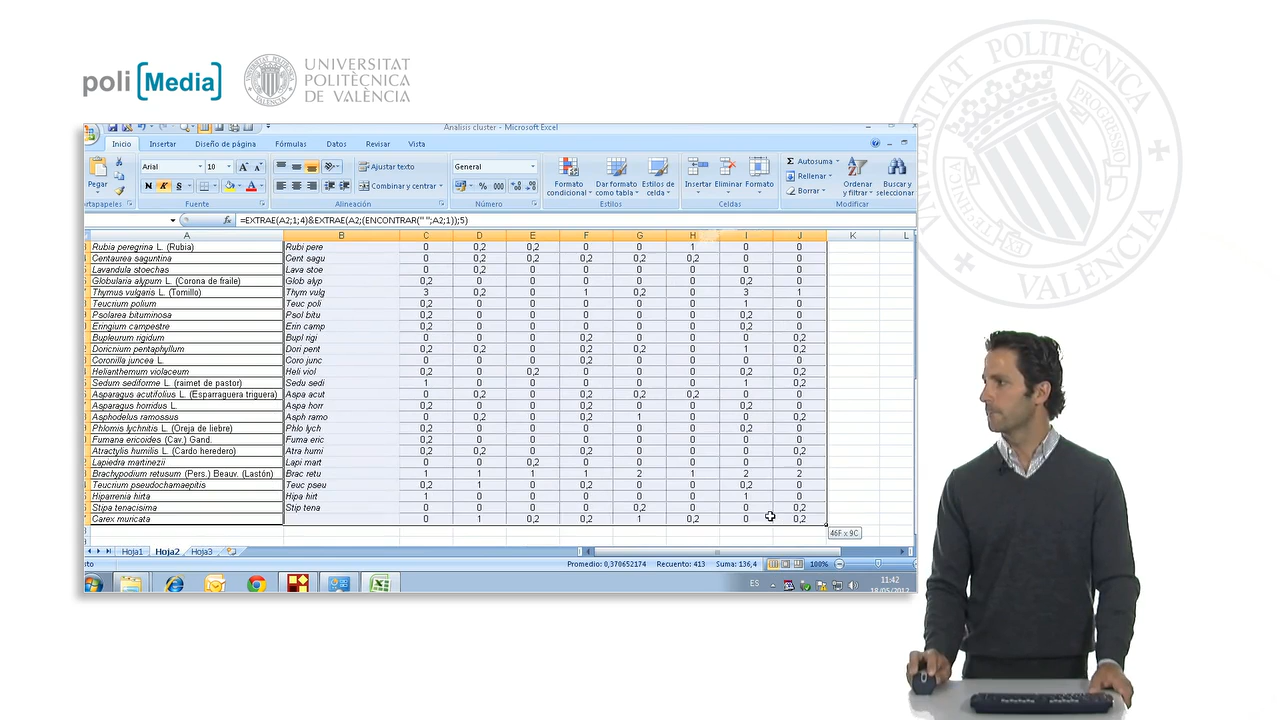 poli [Media]
UNIVERSITAT
POLITÈCNICA
DE VALÈNCIA
UNIVERSITAT POLITÈCNICA
VALÈNCIA
Analisis cluster - Microsoft Excel
Inicio Insertar Diseño de página Fórmulas Datos Revisar Vista
Pegar Arial 10 Ajustar texto General Formato condicional Dar formato como tabla Estilos de celda Insertar Eliminar Formato Autosuma Rellenar Borrar Ordenar y filtrar Buscar y seleccionar
N K S Combinar y centrar % 000
rtapapeles Fuente Alineación Número Estilos Celdas Modificar
fx =EXTRAE(A2;1;4)&EXTRAE(A2;(ENCONTRAR(" ";A2;1));5)
A B C D E F G H I J K L
Rubia peregrina L. (Rubia) Rubi pere 0 0,2 0,2 0 0 1 0 0
Centaurea saguntina Cent sagu 0 0,2 0,2 0,2 0,2 0,2 0 0
Lavandula stoechas Lava stoe 0 0,2 0 0 0 0 0 0
Globularia alypum L. (Corona de fraile) Glob alyp 0,2 0 0 0 0 0 0,2 0
Thymus vulgaris L. (Tomillo) Thym vulg 3 0,2 0 1 0,2 0 3 1
Teucrium polium Teuc poli 0,2 0 0 0 0 0 1 0
Psolarea bituminosa Psol bitu 0,2 0 0 0 0 0 0,2 0
Eringium campestre Erin camp 0,2 0 0 0 0 0 0,2 0
Bupleurum rigidum Bupl rigi 0 0 0 0,2 0 0 0 0,2
Doricnium pentaphyllum Dori pent 0,2 0,2 0 0,2 0,2 0 1 0,2
Coronilla juncea L. Coro junc 0 0 0 0,2 0 0 0 0
Helianthemum violaceum Heli viol 0,2 0 0,2 0 0 0 0,2 0,2
Sedum sediforme L. (raimet de pastor) Sedu sedi 1 0 0 0 0 0 1 0,2
Asparagus acutifolius L. (Esparraguera triguera) Aspa acut 0 0,2 0 0,2 0,2 0,2 0 0
Asparagus horridus L. Aspa horr 0,2 0 0 0 0 0 0,2 0
Asphodelus ramossus Asph ramo 0 0,2 0 0,2 1 0 0 0,2
Phlomis lychnitis L. (Oreja de liebre) Phlo lych 0,2 0 0 0 0 0 0,2 0
Fumana ericoides (Cav.) Gand. Fuma eric 0,2 0 0 0 0 0 0 0
Atractylis humilis L. (Cardo heredero) Atra humi 0,2 0,2 0 0,2 0 0 0 0,2
Lapiedra martinezii Lapi mart 0 0 0,2 0 0 0 0 0
Brachypodium retusum (Pers.) Beauv. (Lastón) Brac retu 1 1 1 1 2 1 2 2
Teucrium pseudochamaepitis Teuc pseu 0,2 1 0 0,2 0 0 0,2 0
Hiparrenia hirta Hipa hirt 1 0 0 0 0 0 1 0
Stipa tenacisima Stip tena 0 0 0 0 0,2 0 0 0,2
Carex muricata 0 1 0,2 0,2 1 0,2 0 0,2
46F x 9C
Hoja1 Hoja2 Hoja3
Promedio: 0,370652174 Recuento: 413 Suma: 136,4 100%
ES 11:42
18/05/2012